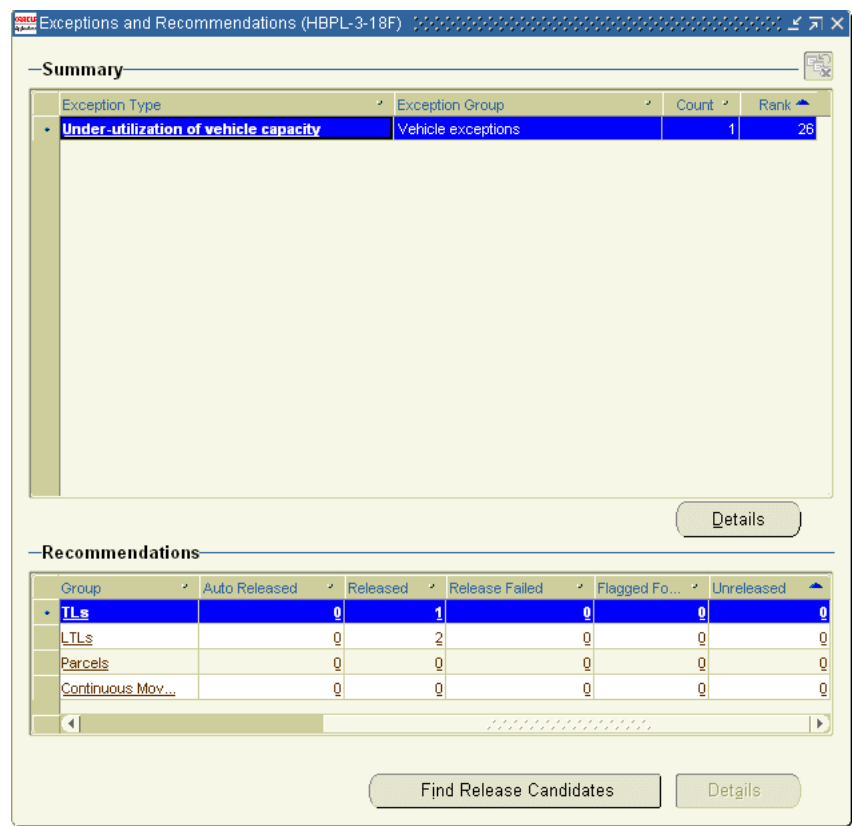 ORACLE Exceptions and Recommendations (HBPL-3-18F)
Summary
Exception Type Exception Group Count Rank
Under-utilization of vehicle capacity Vehicle exceptions 1 26
Details
Recommendations
Group Auto Released Released Release Failed Flagged Fo... Unreleased
TLs 0 1 0 0 0
LTLs 0 2 0 0 0
Parcels 0 0 0 0 0
Continuous Mov... 0 0 0 0 0
Find Release Candidates Details